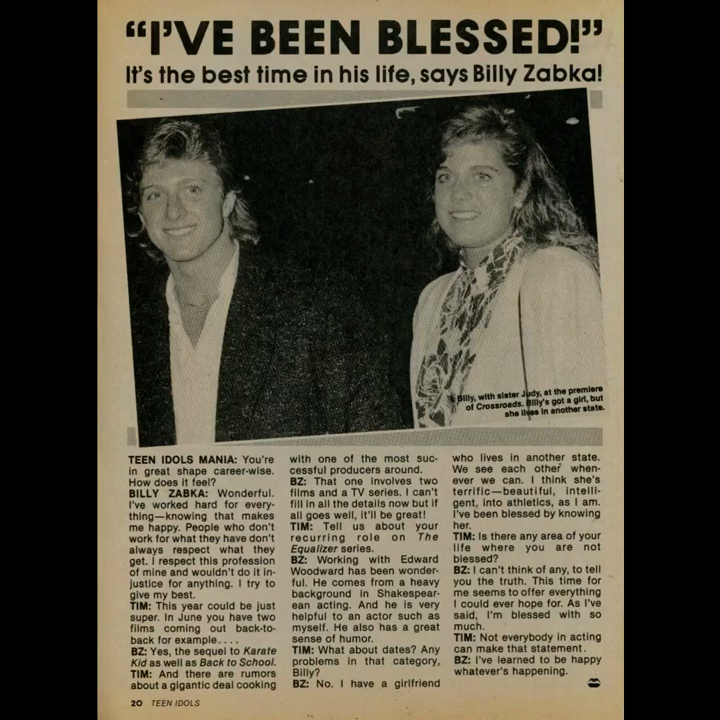 “I’VE BEEN BLESSED!”
It’s the best time in his life, says Billy Zabka!
Billy, with sister Judy, at the premiere
of Crossroads. Billy’s got a girl, but
she lives in another state.
TEEN IDOLS MANIA: You’re
in great shape career-wise.
How does it feel?
BILLY ZABKA: Wonderful.
I’ve worked hard for every-
thing—knowing that makes
me happy. People who don’t
work for what they have don’t
always respect what they
get. I respect this profession
of mine and wouldn’t do it in-
justice for anything. I try to
give my best.
TIM: This year could be just
super. In June you have two
films coming out back-to-
back for example....
BZ: Yes, the sequel to Karate
Kid as well as Back to School.
TIM: And there are rumors
about a gigantic deal cooking
with one of the most suc-
cessful producers around.
BZ: That one involves two
films and a TV series. I can’t
fill in all the details now but if
all goes well, it’ll be great!
TIM: Tell us about your
recurring role on The
Equalizer series.
BZ: Working with Edward
Woodward has been wonder-
ful. He comes from a heavy
background in Shakespear-
ean acting. And he is very
helpful to an actor such as
myself. He also has a great
sense of humor.
TIM: What about dates? Any
problems in that category,
Billy?
BZ: No. I have a girlfriend
who lives in another state.
We see each other when-
ever we can. I think she’s
terrific—beautiful, intelli-
gent, into athletics, as I am.
I’ve been blessed by knowing
her.
TIM: Is there any area of your
life where you are not
blessed?
BZ: I can’t think of any, to tell
you the truth. This time for
me seems to offer everything
I could ever hope for. As I’ve
said, I’m blessed with so
much.
TIM: Not everybody in acting
can make that statement.
BZ: I’ve learned to be happy
whatever’s happening.
20 TEEN IDOLS